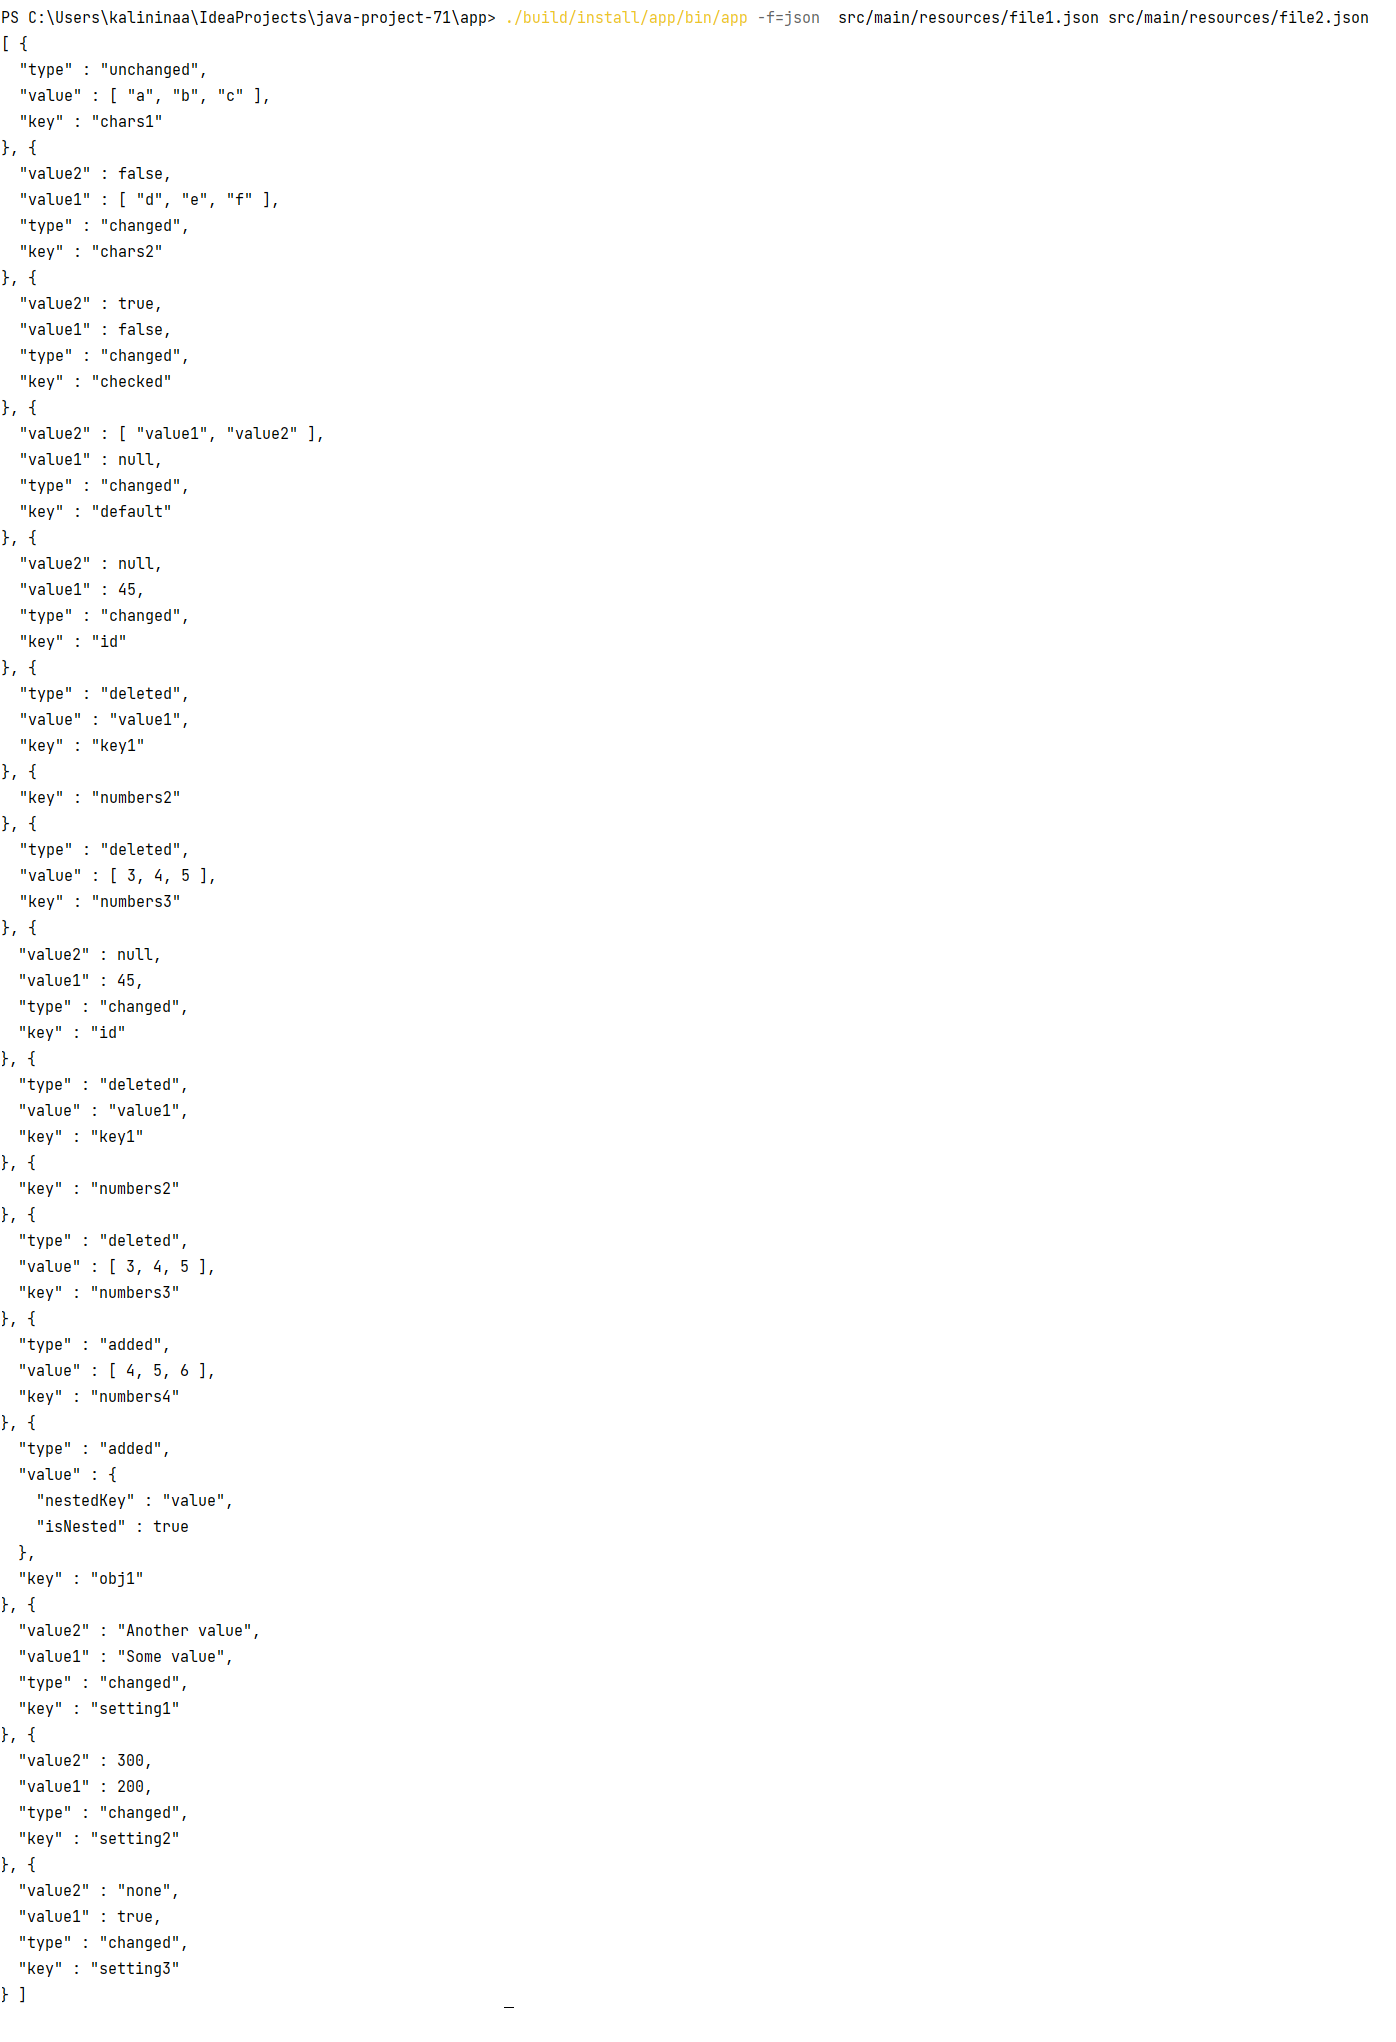 PS C:\Users\kalininaa\IdeaProjects\java-project-71\app> ./build/install/app/bin/app -f=json  src/main/resources/file1.json src/main/resources/file2.json
[ {
  "type" : "unchanged",
  "value" : [ "a", "b", "c" ],
  "key" : "chars1"
}, {
  "value2" : false,
  "value1" : [ "d", "e", "f" ],
  "type" : "changed",
  "key" : "chars2"
}, {
  "value2" : true,
  "value1" : false,
  "type" : "changed",
  "key" : "checked"
}, {
  "value2" : [ "value1", "value2" ],
  "value1" : null,
  "type" : "changed",
  "key" : "default"
}, {
  "value2" : null,
  "value1" : 45,
  "type" : "changed",
  "key" : "id"
}, {
  "type" : "deleted",
  "value" : "value1",
  "key" : "key1"
}, {
  "key" : "numbers2"
}, {
  "type" : "deleted",
  "value" : [ 3, 4, 5 ],
  "key" : "numbers3"
}, {
  "value2" : null,
  "value1" : 45,
  "type" : "changed",
  "key" : "id"
}, {
  "type" : "deleted",
  "value" : "value1",
  "key" : "key1"
}, {
  "key" : "numbers2"
}, {
  "type" : "deleted",
  "value" : [ 3, 4, 5 ],
  "key" : "numbers3"
}, {
  "type" : "added",
  "value" : [ 4, 5, 6 ],
  "key" : "numbers4"
}, {
  "type" : "added",
  "value" : {
    "nestedKey" : "value",
    "isNested" : true
  },
  "key" : "obj1"
}, {
  "value2" : "Another value",
  "value1" : "Some value",
  "type" : "changed",
  "key" : "setting1"
}, {
  "value2" : 300,
  "value1" : 200,
  "type" : "changed",
  "key" : "setting2"
}, {
  "value2" : "none",
  "value1" : true,
  "type" : "changed",
  "key" : "setting3"
} ]